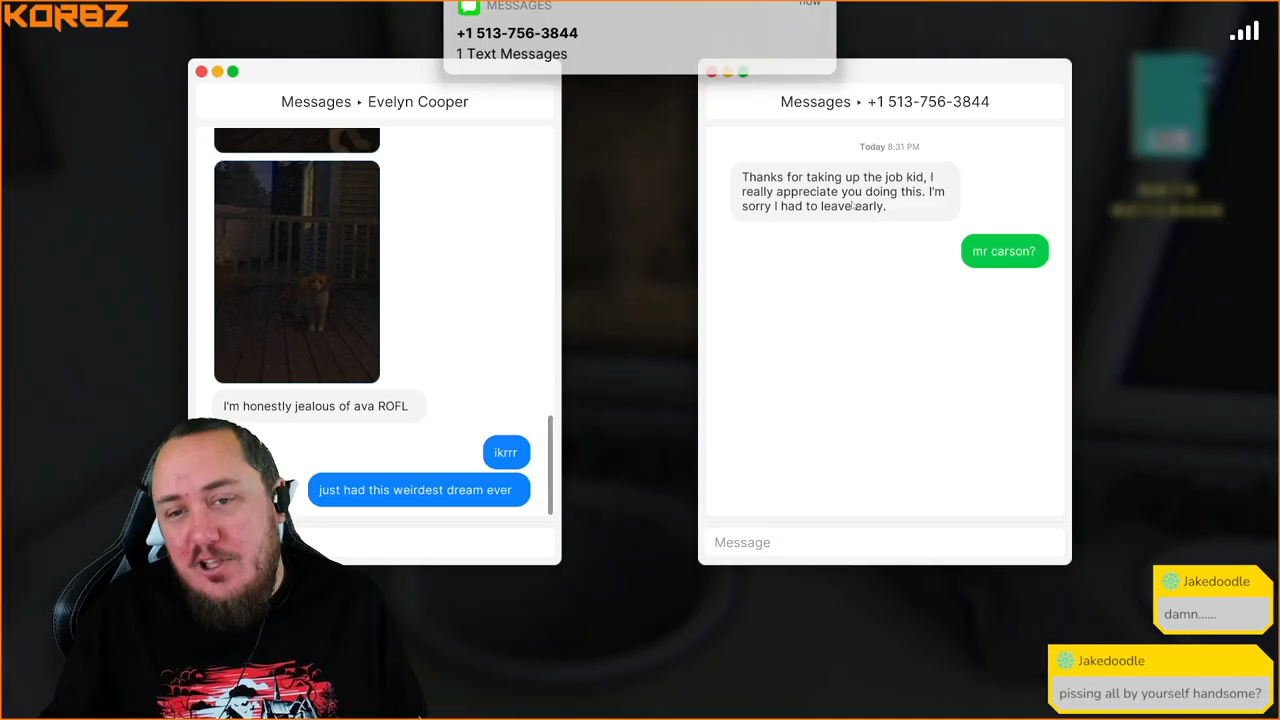 KORBZ
MESSAGES
now
+1 513-756-3844
1 Text Messages
Messages ▸ Evelyn Cooper
I'm honestly jealous of ava ROFL
ikrrr
just had this weirdest dream ever
Messages ▸ +1 513-756-3844
Today 8:31 PM
Thanks for taking up the job kid, I
really appreciate you doing this. I'm
sorry I had to leave early.
mr carson?
Message
Jakedoodle
damn......
Jakedoodle
pissing all by yourself handsome?